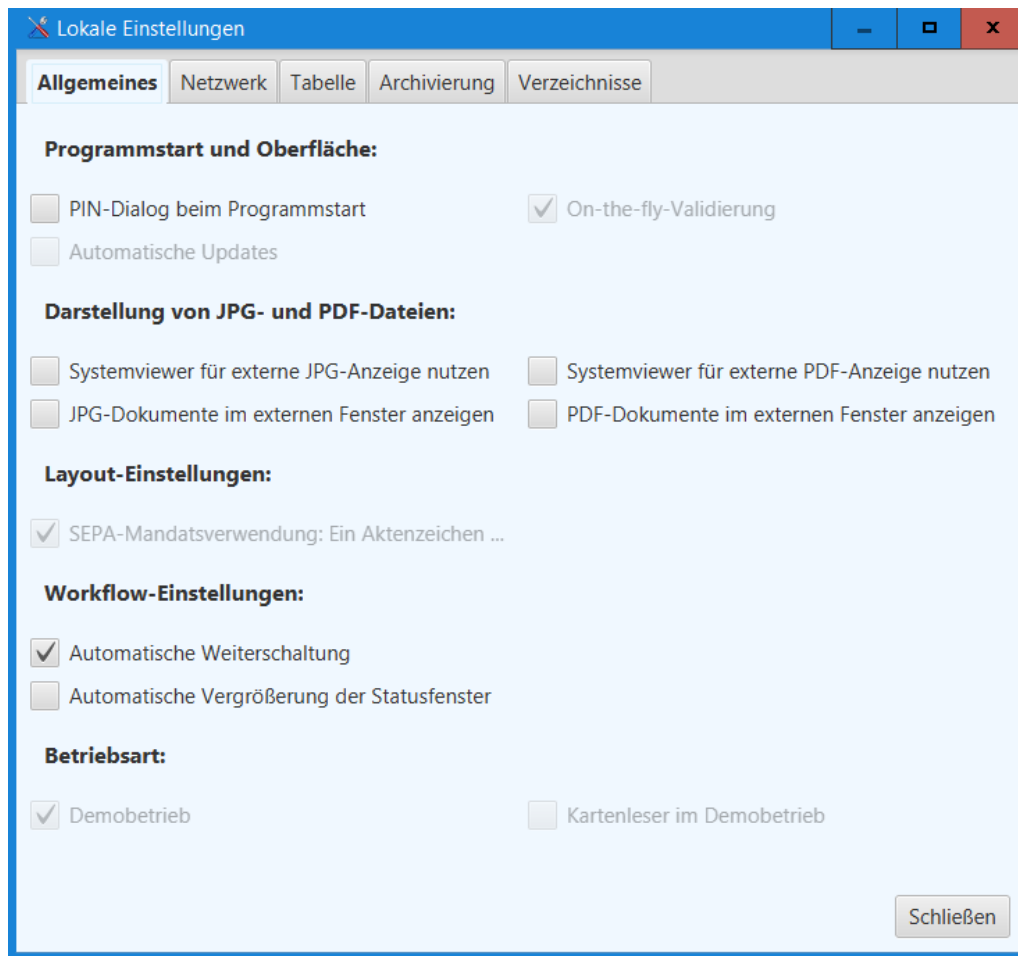 Lokale Einstellungen
Allgemeines Netzwerk Tabelle Archivierung Verzeichnisse
Programmstart und Oberfläche:
PIN-Dialog beim Programmstart On-the-fly-Validierung
Automatische Updates
Darstellung von JPG- und PDF-Dateien:
Systemviewer für externe JPG-Anzeige nutzen Systemviewer für externe PDF-Anzeige nutzen
JPG-Dokumente im externen Fenster anzeigen PDF-Dokumente im externen Fenster anzeigen
Layout-Einstellungen:
SEPA-Mandatsverwendung: Ein Aktenzeichen ...
Workflow-Einstellungen:
Automatische Weiterschaltung
Automatische Vergrößerung der Statusfenster
Betriebsart:
Demobetrieb Kartenleser im Demobetrieb
Schließen